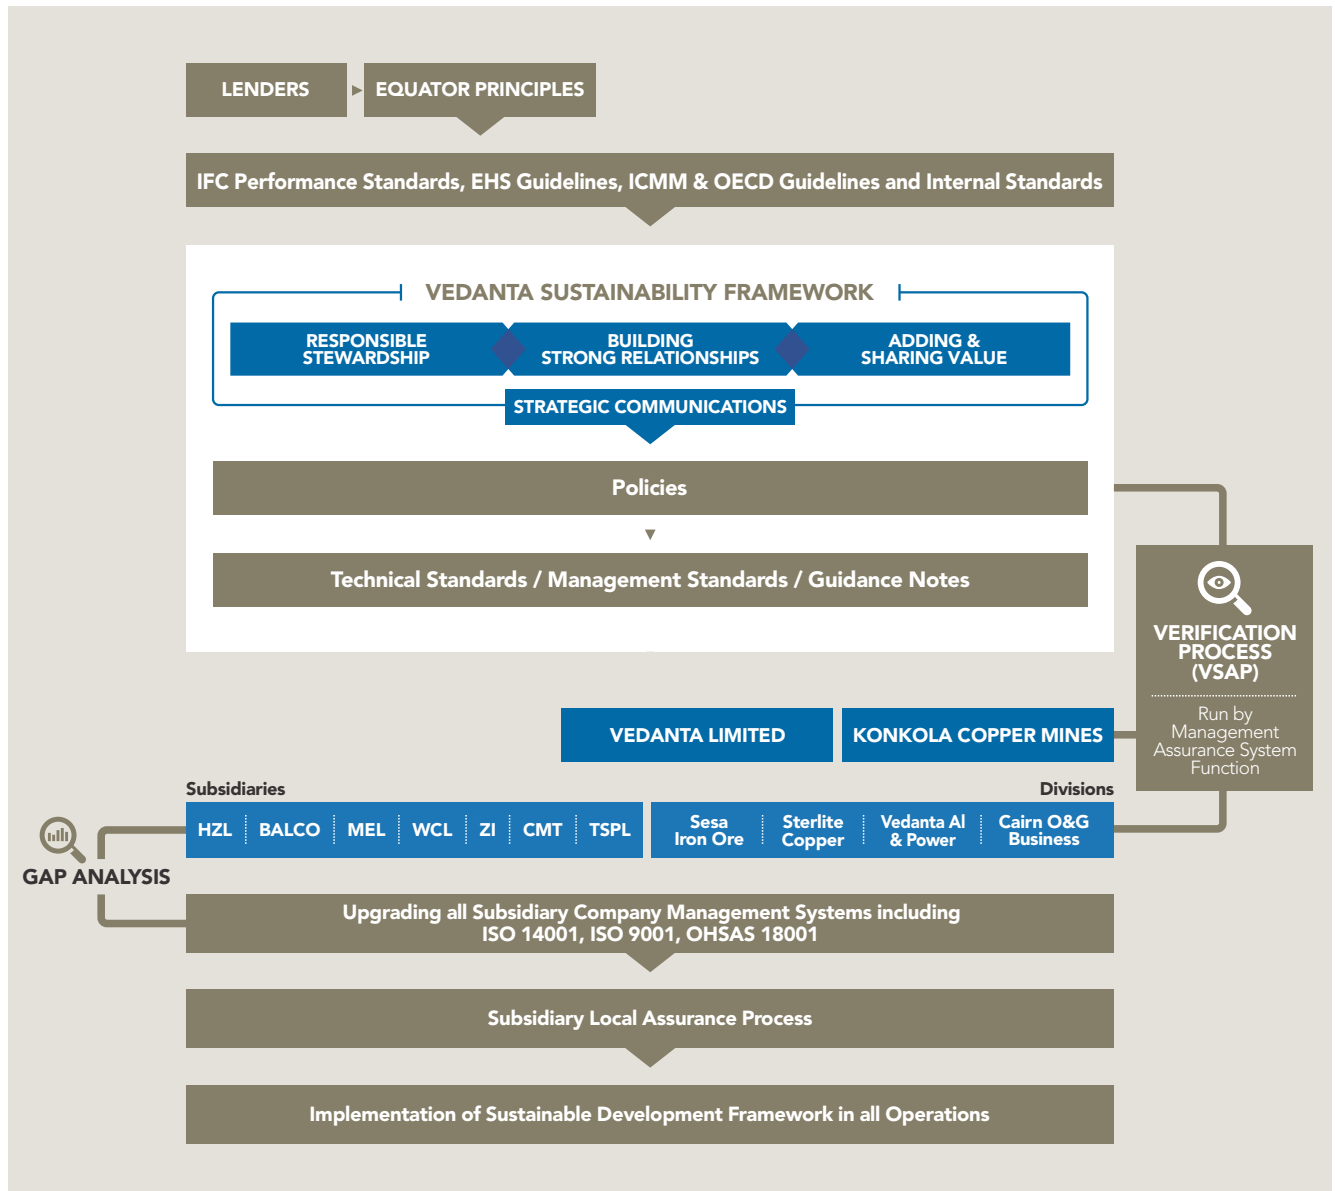 LENDERS
EQUATOR PRINCIPLES
IFC Performance Standards, EHS Guidelines, ICMM & OECD Guidelines and Internal Standards
VEDANTA SUSTAINABILITY FRAMEWORK
RESPONSIBLE
STEWARDSHIP
BUILDING
STRONG RELATIONSHIPS
ADDING &
SHARING VALUE
STRATEGIC COMMUNICATIONS
Policies
Technical Standards / Management Standards / Guidance Notes
VERIFICATION
PROCESS
(VSAP)
Run by
Management
Assurance System
Function
VEDANTA LIMITED
KONKOLA COPPER MINES
Subsidiaries
Divisions
HZL
BALCO
MEL
WCL
ZI
CMT
TSPL
Sesa
Iron Ore
Sterlite
Copper
Vedanta Al
& Power
Cairn O&G
Business
GAP ANALYSIS
Upgrading all Subsidiary Company Management Systems including
ISO 14001, ISO 9001, OHSAS 18001
Subsidiary Local Assurance Process
Implementation of Sustainable Development Framework in all Operations